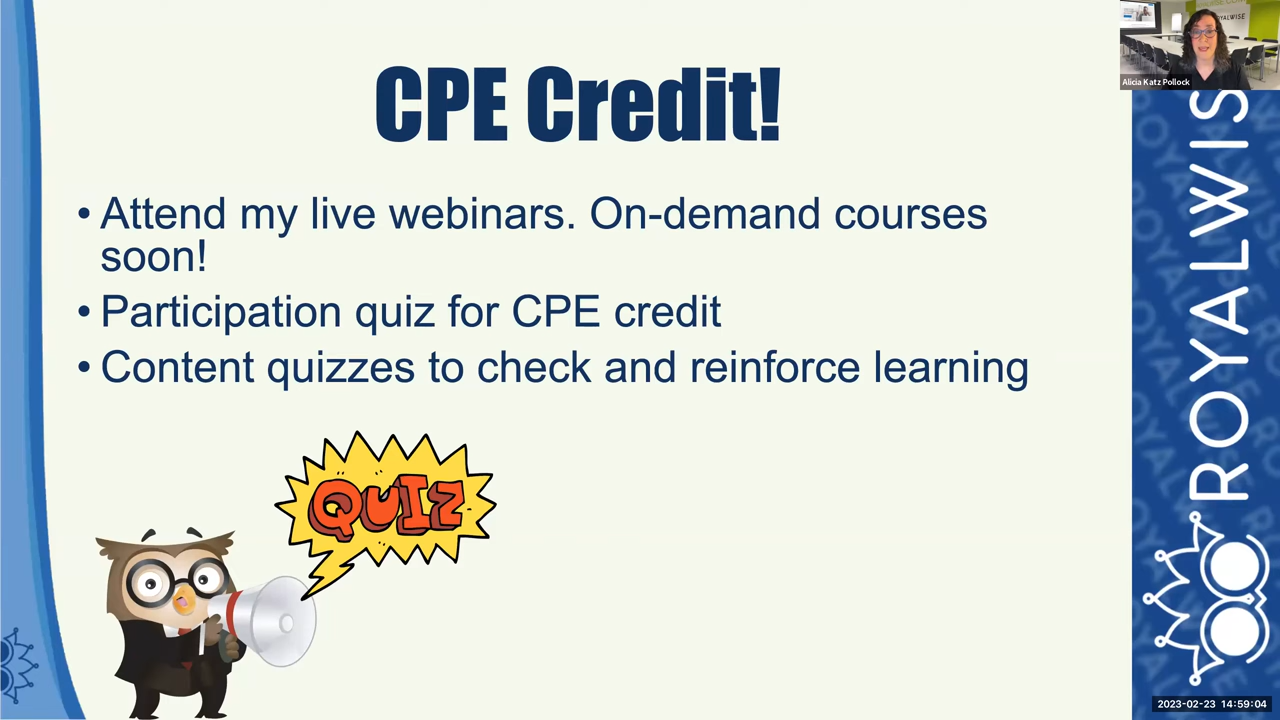 CPE Credit!
• Attend my live webinars. On-demand courses
soon!
• Participation quiz for CPE credit
• Content quizzes to check and reinforce learning
QUIZ
ROYALWISE
Alicia Katz Pollock
ROYALWIS
2023-02-23 14:59:04